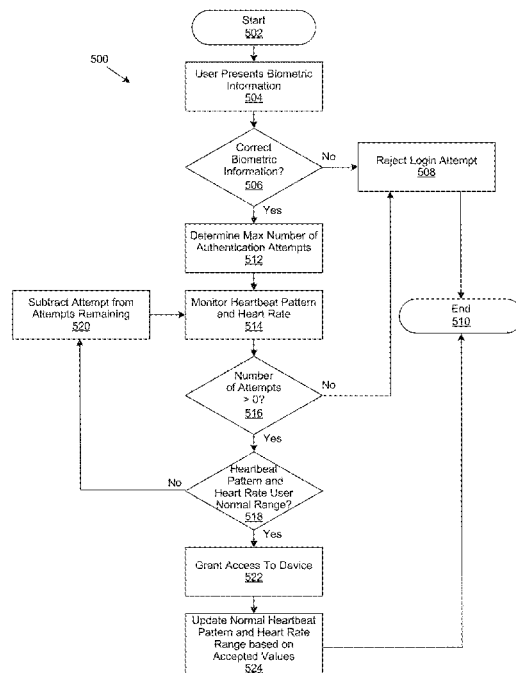 Start
502
500
User Presents Biometric
Information
504
Correct
Biometric
Information?
506
No
Reject Login Attempt
508
Yes
Determine Max Number of
Authentication Attempts
512
Subtract Attempt from
Attempts Remaining
520
Monitor Heartbeat Pattern
and Heart Rate
514
End
510
Number
of Attempts
> 0?
516
No
Yes
No
Heartbeat
Pattern and
Heart Rate User
Normal Range?
518
Yes
Grant Access To Device
522
Update Normal Heartbeat
Pattern and Heart Rate
Range based on
Accepted Values
524